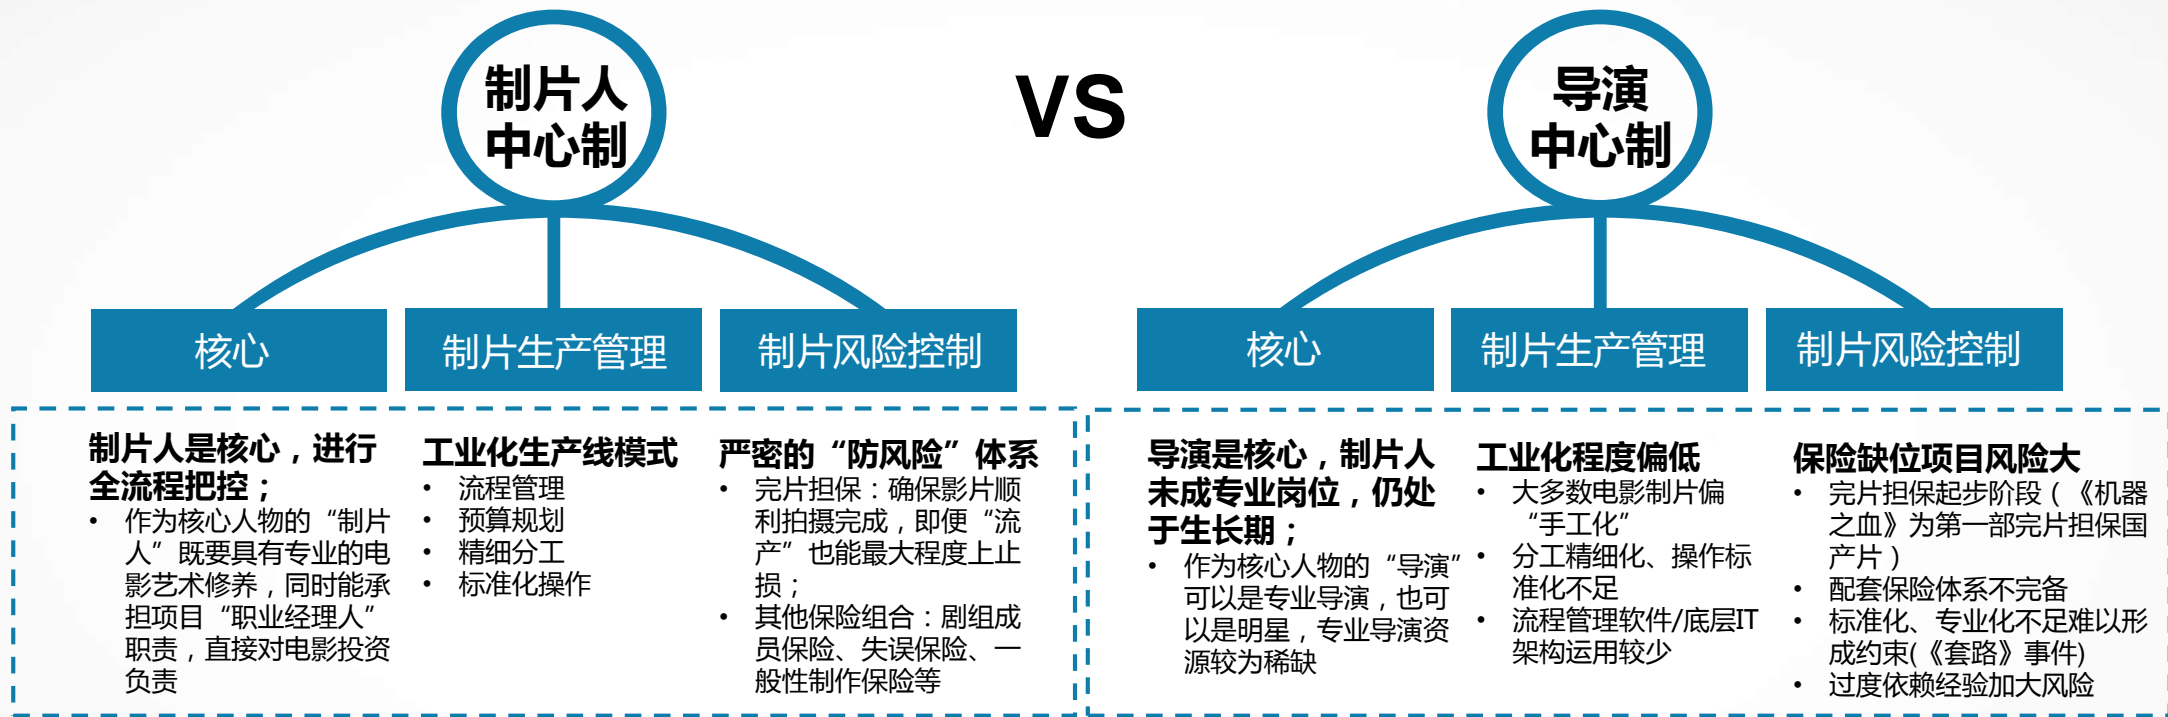 制片人
中心制
VS
导演
中心制
核心
制片生产管理
制片风险控制
核心
制片生产管理
制片风险控制
制片人是核心，进行
全流程把控；
• 作为核心人物的“制片
人”既要具有专业的电
影艺术修养，同时能承
担项目“职业经理人”
职责，直接对电影投资
负责
工业化生产线模式
• 流程管理
• 预算规划
• 精细分工
• 标准化操作
严密的“防风险”体系
• 完片担保：确保影片顺
利拍摄完成，即便“流
产”也能最大程度上止
损；
• 其他保险组合：剧组成
员保险、失误保险、一
般性制作保险等
导演是核心，制片人
未成专业岗位，仍处
于生长期；
• 作为核心人物的“导演”
可以是专业导演，也可
以是明星，专业导演资
源较为稀缺
工业化程度偏低
• 大多数电影制片偏
“手工化”
• 分工精细化、操作标
准化不足
• 流程管理软件/底层IT
架构运用较少
保险缺位项目风险大
• 完片担保起步阶段（《机器
之血》为第一部完片担保国
产片）
• 配套保险体系不完备
• 标准化、专业化不足难以形
成约束(《套路》事件)
• 过度依赖经验加大风险